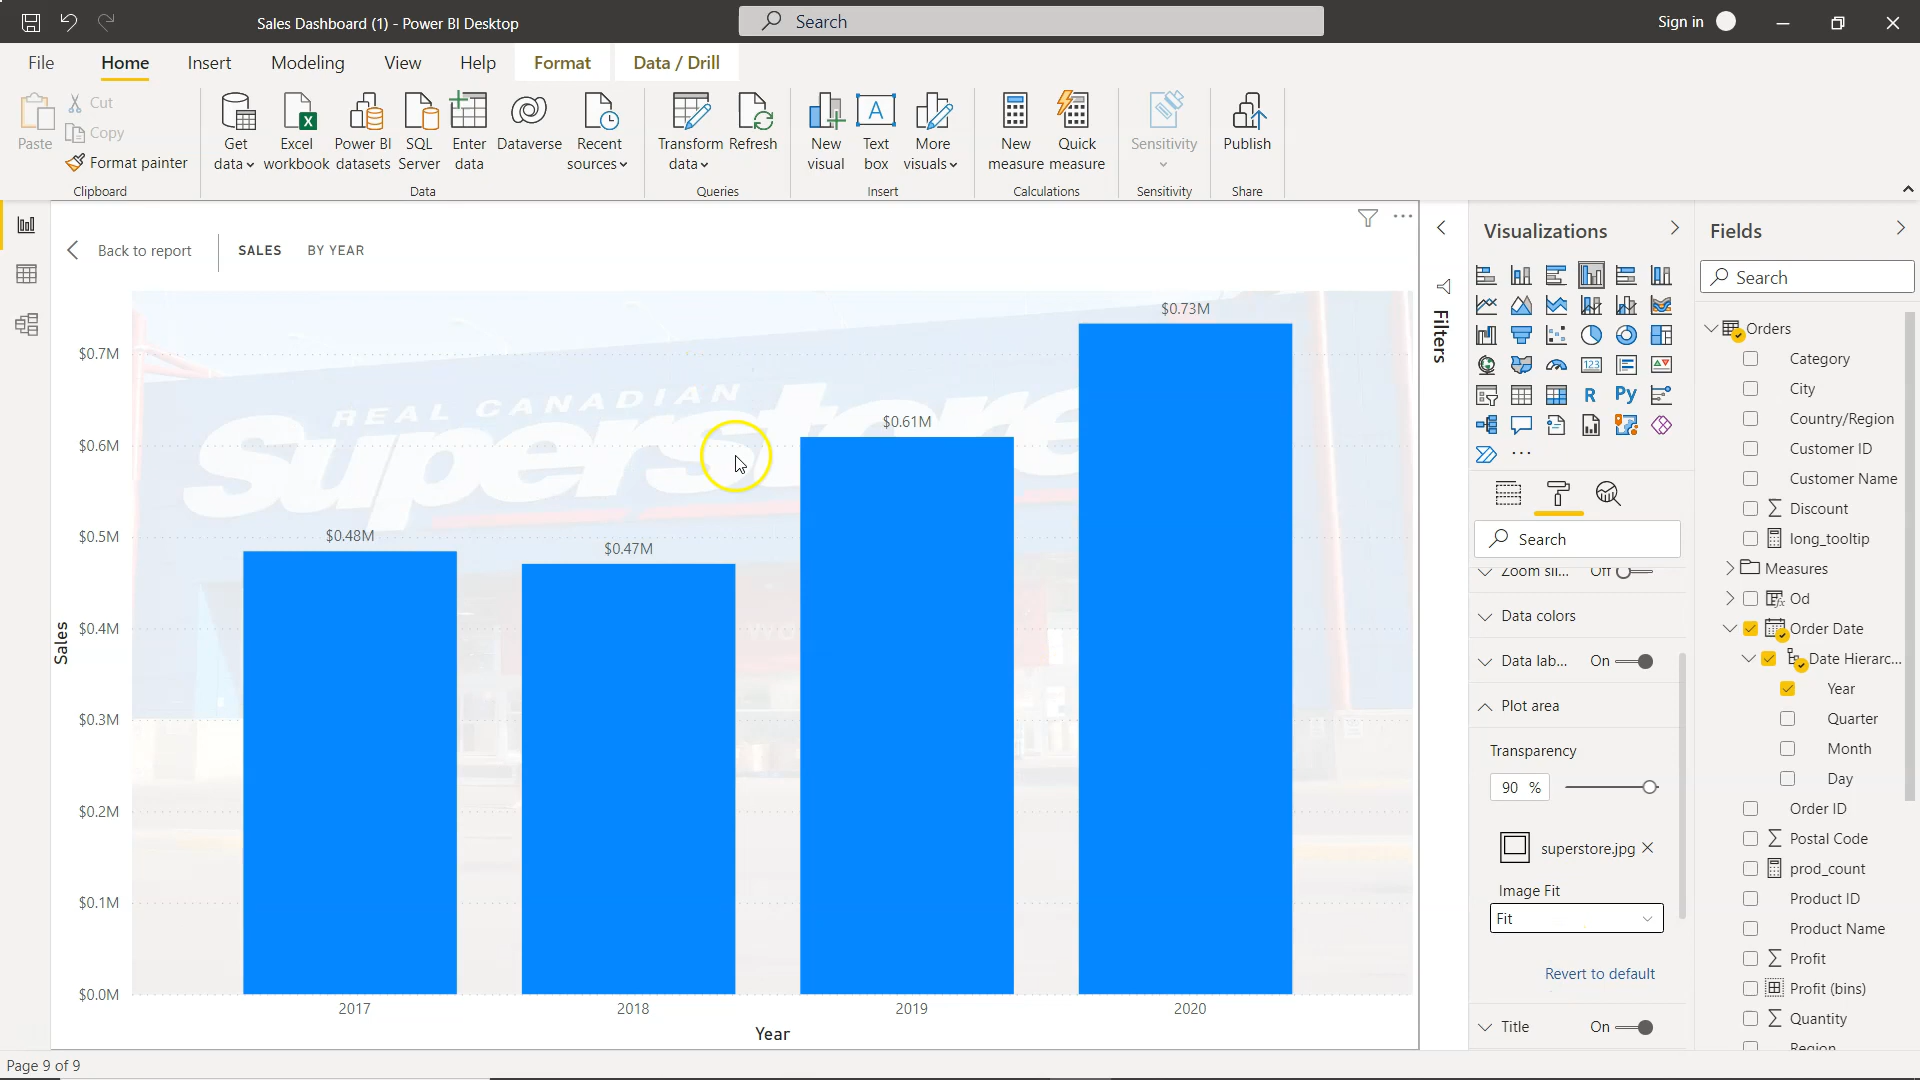 Sales Dashboard (1) - Power BI Desktop
Search
Sign in
File Home Insert Modeling View Help Format Data / Drill
Paste
Cut
Copy
Format painter
Clipboard
Get data
Excel workbook
Power BI datasets
SQL Server
Enter data
Dataverse
Recent sources
Data
Transform data
Refresh
Queries
New visual
A
Text box
More visuals
Insert
New measure
Quick measure
Calculations
Sensitivity
Sensitivity
Publish
Share
Back to report
SALES BY YEAR
$0.73M
$0.7M
REAL CANADIAN
Superstore
$0.61M
$0.6M
$0.5M
$0.48M
$0.47M
$0.4M
$0.3M
$0.2M
$0.1M
$0.0M
Sales
2017 2018 2019 2020
Year
Filters
Visualizations
123
R Py
Search
Zoom sli... Off
Data colors
Data lab... On
Plot area
Transparency
90 %
superstore.jpg
Image Fit
Fit
Revert to default
Title On
Fields
Search
Orders
Category
City
Country/Region
Customer ID
Customer Name
Discount
long_tooltip
Measures
Od
Order Date
Date Hierarc...
Year
Quarter
Month
Day
Order ID
Postal Code
prod_count
Product ID
Product Name
Profit
Profit (bins)
Quantity
Region
Page 9 of 9